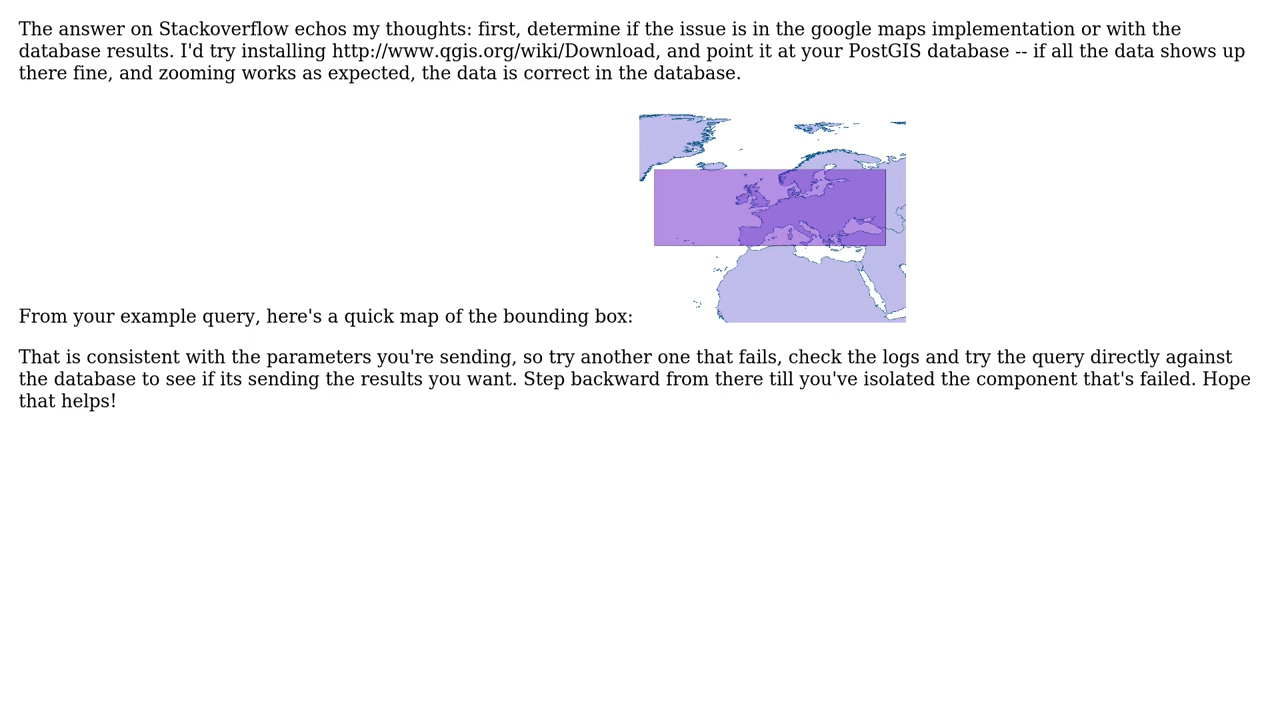 The answer on Stackoverflow echos my thoughts: first, determine if the issue is in the google maps implementation or with the
database results. I'd try installing http://www.qgis.org/wiki/Download, and point it at your PostGIS database -- if all the data shows up
there fine, and zooming works as expected, the data is correct in the database.
From your example query, here's a quick map of the bounding box:
That is consistent with the parameters you're sending, so try another one that fails, check the logs and try the query directly against
the database to see if its sending the results you want. Step backward from there till you've isolated the component that's failed. Hope
that helps!